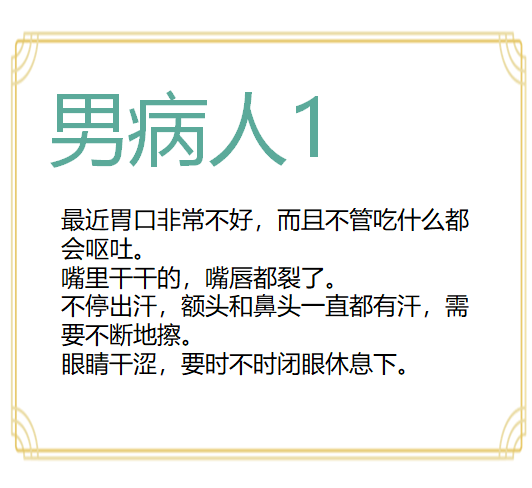 男病人1
最近胃口非常不好，而且不管吃什么都
会呕吐。
嘴里干干的，嘴唇都裂了。
不停出汗，额头和鼻头一直都有汗，需
要不断地擦。
眼睛干涩，要时不时闭眼休息下。